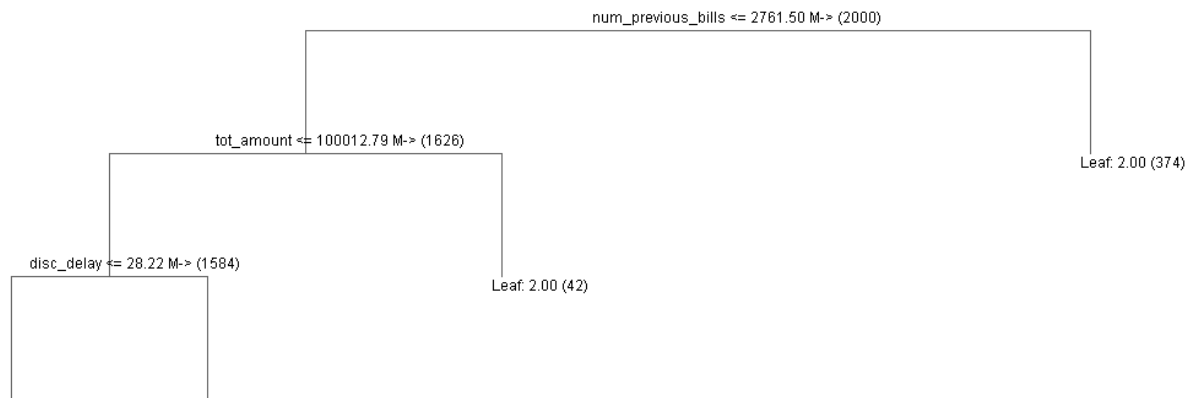 num_previous_bills <= 2761.50 M-> (2000)
tot_amount <= 100012.79 M-> (1626)
Leaf: 2.00 (374)
disc_delay <= 28.22 M-> (1584)
Leaf: 2.00 (42)